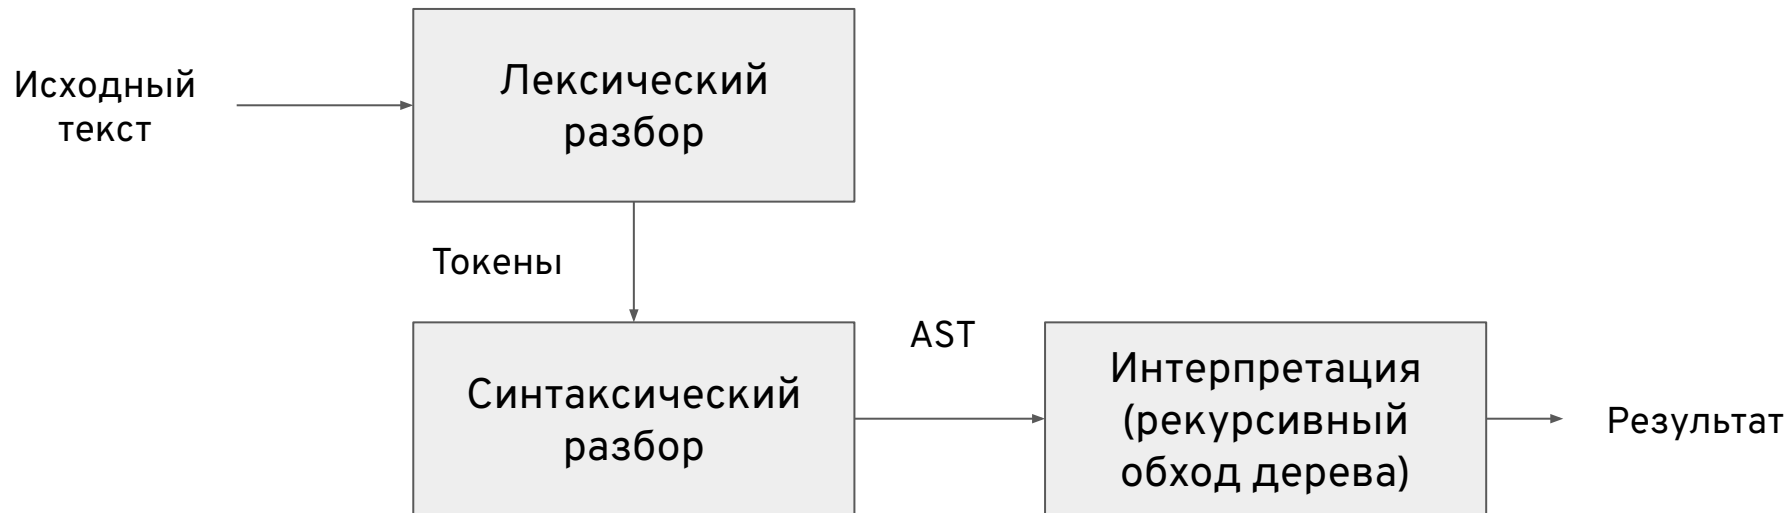 Исходный
текст
Лексический
разбор
Токены
Синтаксический
разбор
AST
Интерпретация
(рекурсивный
обход дерева)
Результат